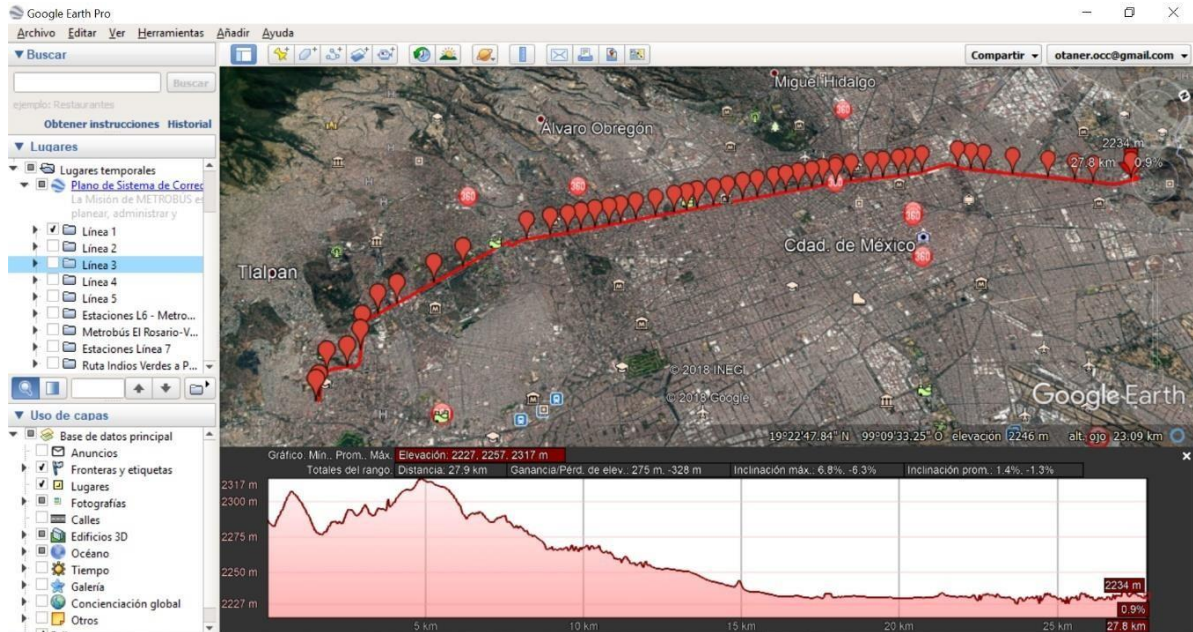 Google Earth Pro
Archivo Editar Ver Herramientas Añadir Ayuda
Buscar
Compartir
otaner.occ@gmail.com
Buscar
ejemplo: Restaurantes
Obtener instrucciones Historial
Lugares
Lugares temporales
Plano de Sistema de Correc
La Misión de METROBUS es
planear, administrar y
Línea 1
Línea 2
Línea 3
Línea 4
Línea 5
Estaciones L6 - Metro...
Metrobús El Rosario-V...
Estaciones Línea 7
Ruta Indios Verdes a P...
Uso de capas
Base de datos principal
Anuncios
Fronteras y etiquetas
Lugares
Fotografías
Calles
Edificios 3D
Océano
Tiempo
Galería
Concienciación global
Otros
Miguel Hidalgo
360
Álvaro Obregón
2234 m
27.8 km 0.9%
360
360
360
360
Cdad. de México
360
Tlalpan
© 2018 INEGI
© 2018 Google
Google Earth
19°22'47.84" N 99°09'33.25" O elevación 2246 m alt. ojo 23.09 km
Gráfico: Mín., Prom., Máx. Elevación: 2227, 2257, 2317 m
Totales del rango: Distancia: 27.9 km Ganancia/Pérd. de elev.: 275 m, -328 m Inclinación máx.: 6.8%, -6.3% Inclinación prom.: 1.4%, -1.3%
2317 m
2300 m
2275 m
2250 m
2227 m
2234 m
0.9%
5 km 10 km 15 km 20 km 25 km 27.8 km